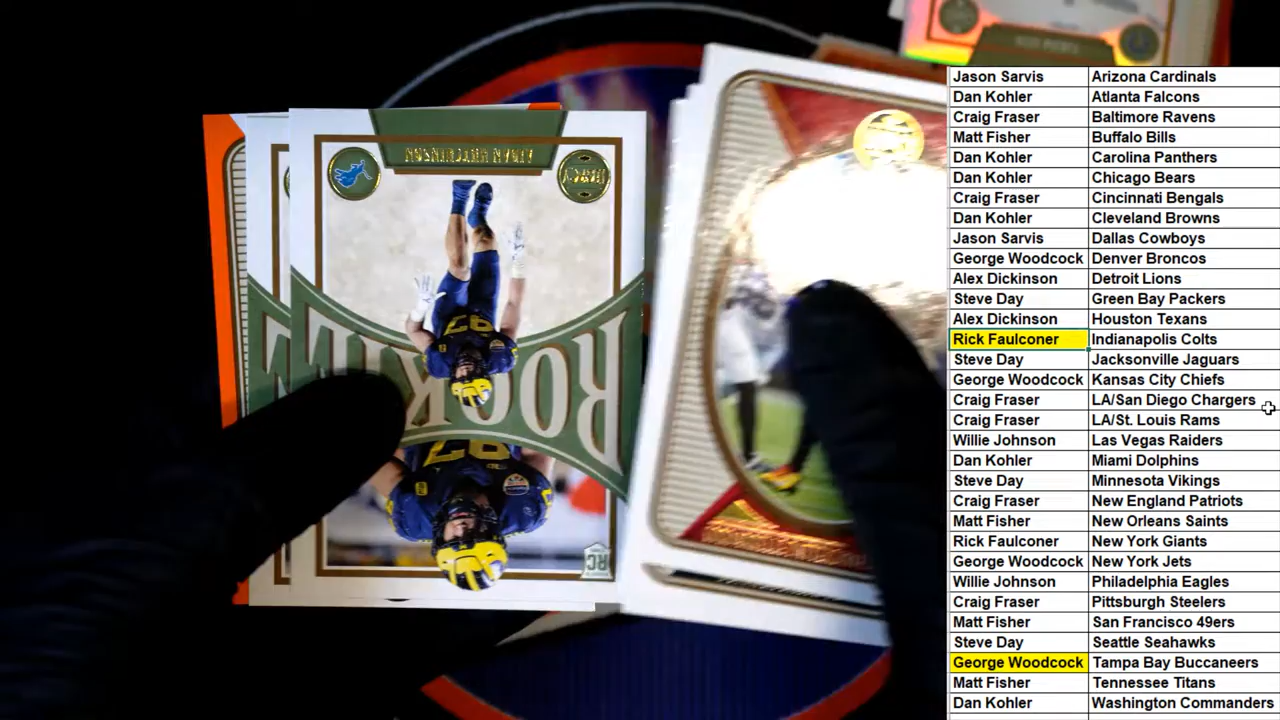 AIDAN HUTCHINSON
ROOKIE
97
97
RC
Jason Sarvis Arizona Cardinals
Dan Kohler Atlanta Falcons
Craig Fraser Baltimore Ravens
Matt Fisher Buffalo Bills
Dan Kohler Carolina Panthers
Dan Kohler Chicago Bears
Craig Fraser Cincinnati Bengals
Dan Kohler Cleveland Browns
Jason Sarvis Dallas Cowboys
George Woodcock Denver Broncos
Alex Dickinson Detroit Lions
Steve Day Green Bay Packers
Alex Dickinson Houston Texans
Rick Faulconer Indianapolis Colts
Steve Day Jacksonville Jaguars
George Woodcock Kansas City Chiefs
Craig Fraser LA/San Diego Chargers
Craig Fraser LA/St. Louis Rams
Willie Johnson Las Vegas Raiders
Dan Kohler Miami Dolphins
Steve Day Minnesota Vikings
Craig Fraser New England Patriots
Matt Fisher New Orleans Saints
Rick Faulconer New York Giants
George Woodcock New York Jets
Willie Johnson Philadelphia Eagles
Craig Fraser Pittsburgh Steelers
Matt Fisher San Francisco 49ers
Steve Day Seattle Seahawks
George Woodcock Tampa Bay Buccaneers
Matt Fisher Tennessee Titans
Dan Kohler Washington Commanders